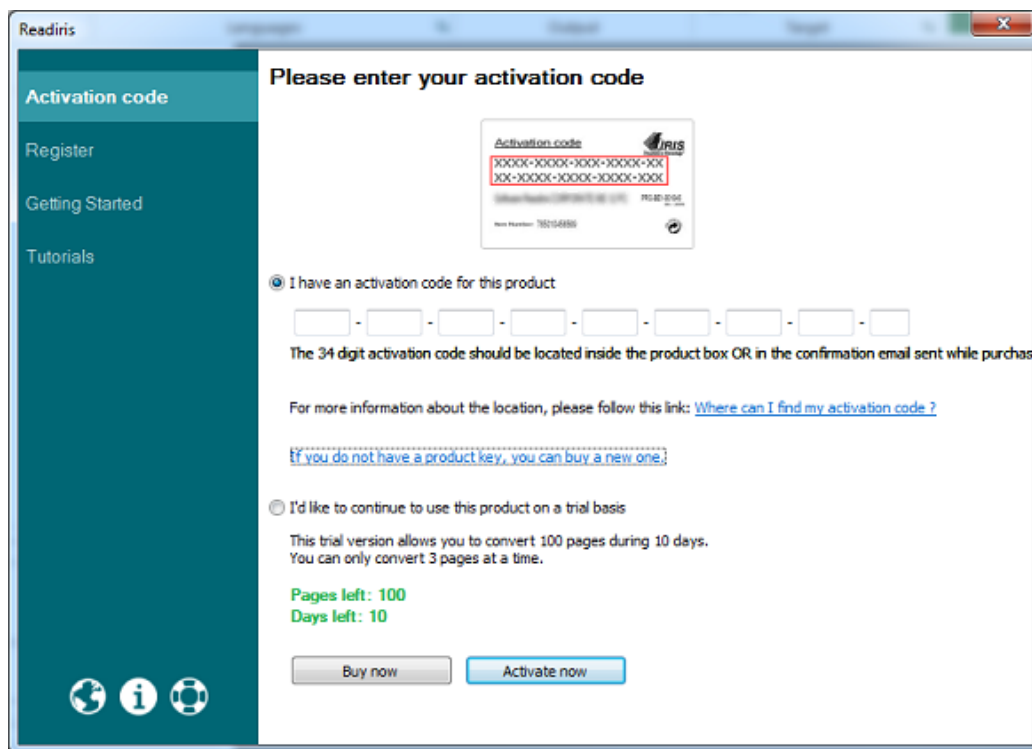 Readiris
Activation code
Register
Getting Started
Tutorials
Please enter your activation code
Activation code
IRIS
XXXX-XXXX-XXX-XXXX-XX
XX-XXXX-XXXX-XXXX-XXX
I have an activation code for this product
- - - - - - - -
The 34 digit activation code should be located inside the product box OR in the confirmation email sent while purchas
For more information about the location, please follow this link: Where can I find my activation code ?
If you do not have a product key, you can buy a new one.
I'd like to continue to use this product on a trial basis
This trial version allows you to convert 100 pages during 10 days.
You can only convert 3 pages at a time.
Pages left: 100
Days left: 10
Buy now
Activate now